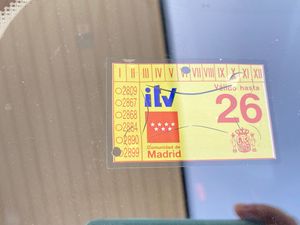 I II III IV V VI VII VIII IX X XI XII
2809
2867
2868
2884
2890
2899
itv
Válido hasta
26
Comunidad de
Madrid